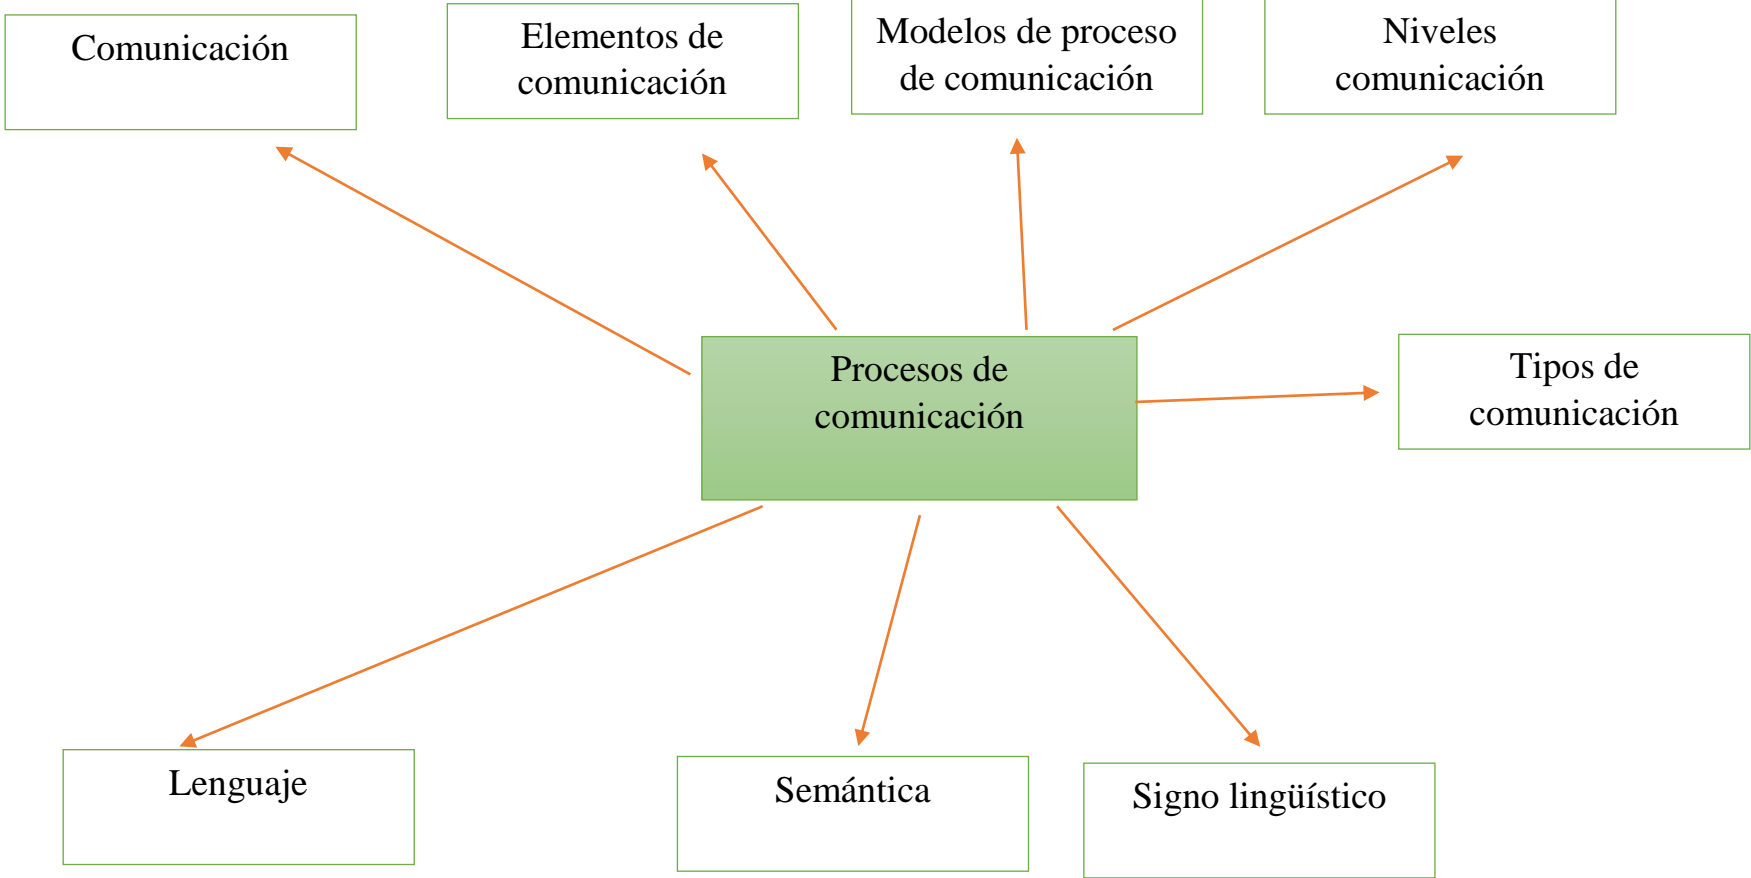 Comunicación
Elementos de
comunicación
Modelos de proceso
de comunicación
Niveles
comunicación
Procesos de
comunicación
Tipos de
comunicación
Lenguaje
Semántica
Signo lingüístico